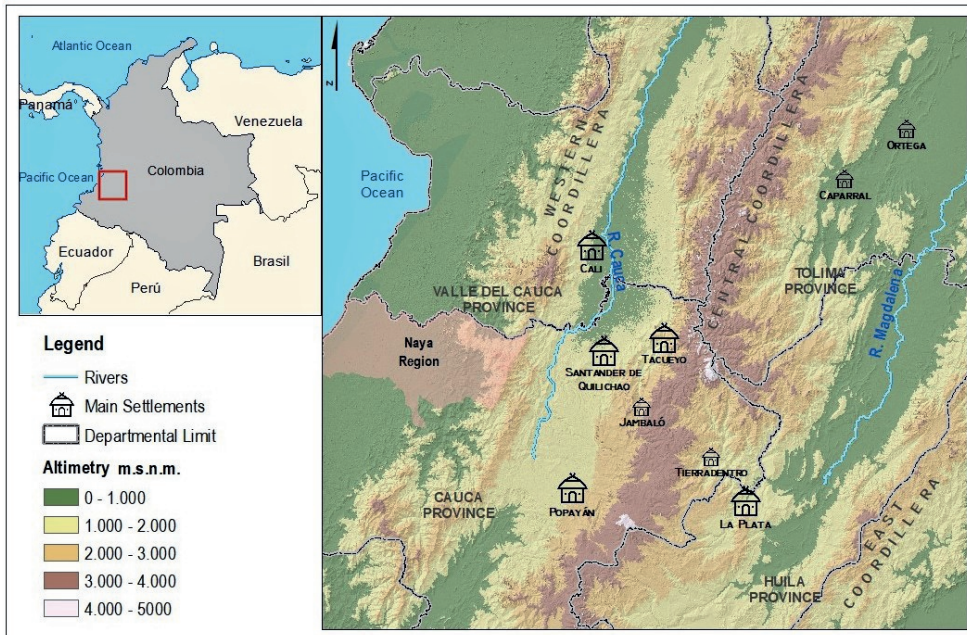 Atlantic Ocean
Panamá
Venezuela
Colombia
Pacific Ocean
Ecuador
Brasil
Perú
Legend
Rivers
Main Settlements
Departmental Limit
Altimetry m.s.n.m.
0 - 1.000
1.000 - 2.000
2.000 - 3.000
3.000 - 4.000
4.000 - 5000
N
Pacific
Ocean
WESTERN
COORDILLERA
CENTRAL COORDILLERA
ORTEGA
CAPARRAL
CALI
R. Cauca
TOLIMA
PROVINCE
R. Magdalena
VALLE DEL CAUCA
PROVINCE
Naya
Region
SANTANDER DE
QUILICHAO
TACUEYO
JAMBALÓ
TIERRADENTRO
CAUCA
PROVINCE
POPAYÁN
LA PLATA
EAST
COORDILLERA
HUILA
PROVINCE